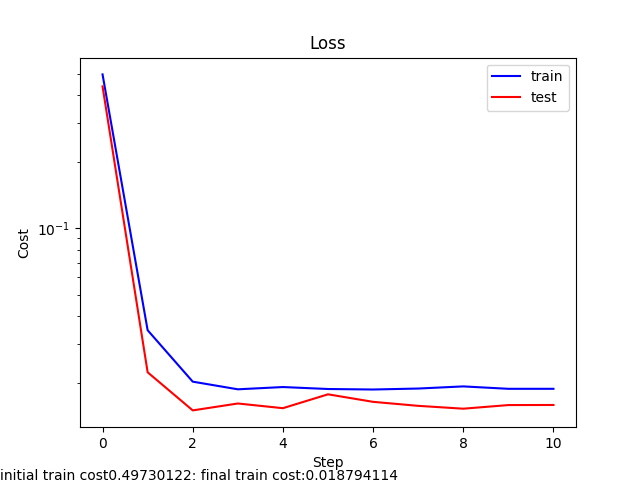 Loss
train
test
Cost
10⁻¹
0 2 4 6 8 10
Step
initial train cost0.49730122: final train cost:0.018794114